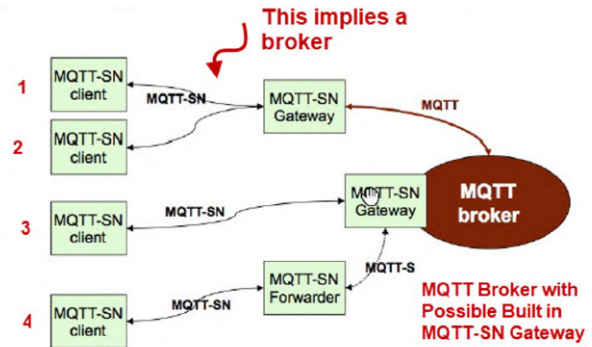 This implies a
broker
1
MQTT-SN
client
MQTT-SN
MQTT-SN
Gateway
MQTT
2
MQTT-SN
client
3
MQTT-SN
client
MQTT-SN
MQTT-SN
Gateway
MQTT
broker
4
MQTT-SN
client
MQTT-SN
MQTT-SN
Forwarder
MQTT-S
MQTT Broker with
Possible Built in
MQTT-SN Gateway